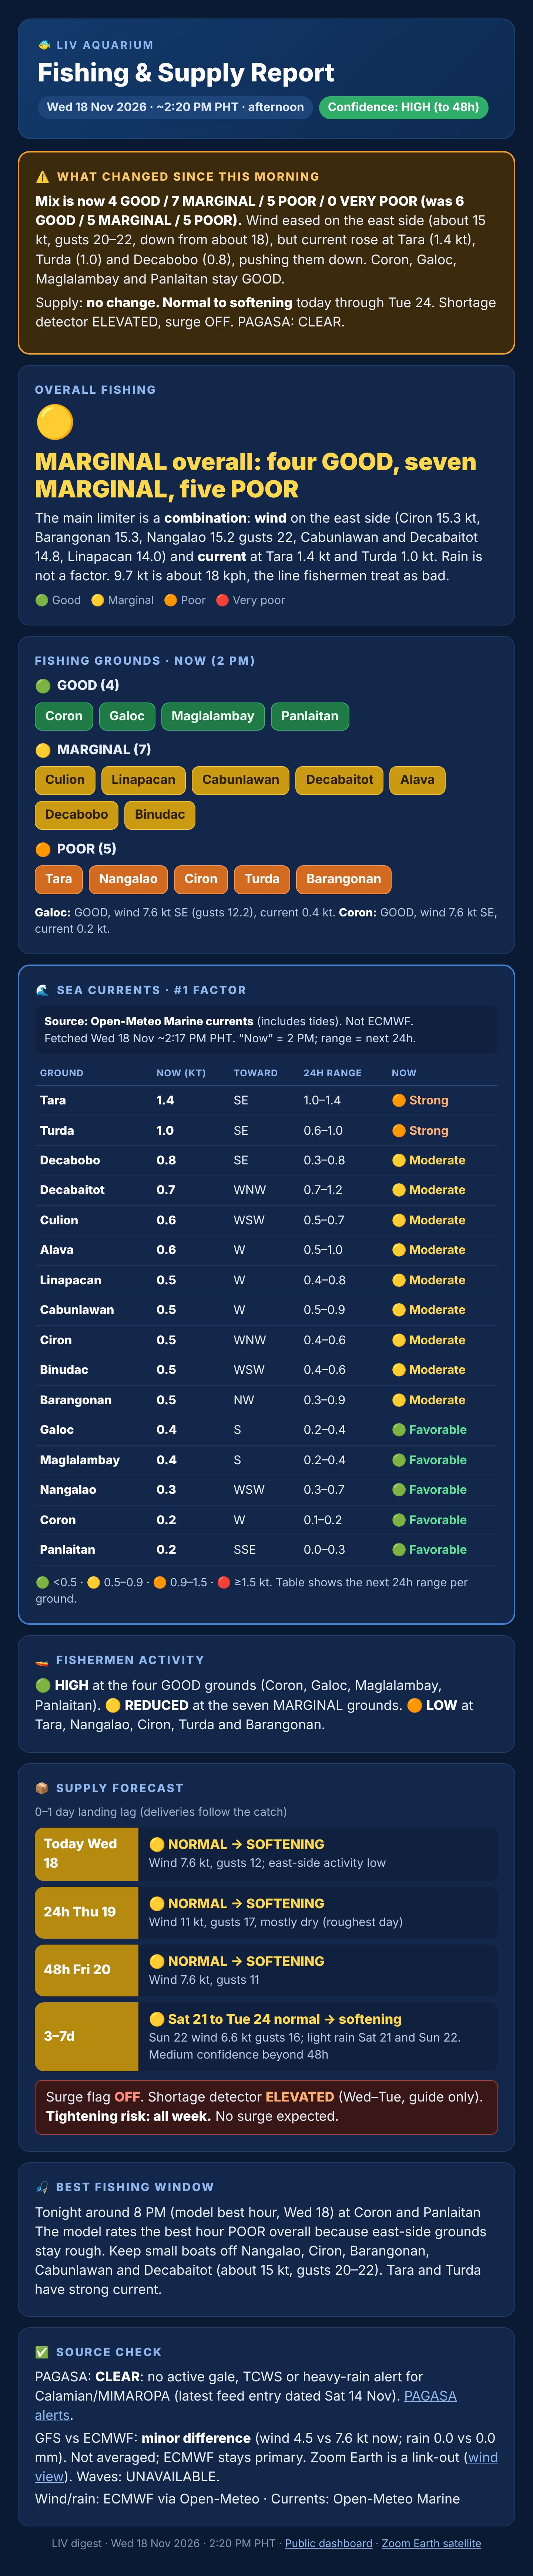 LIV AQUARIUM
Fishing & Supply Report
Wed 18 Nov 2026 · ~2:20 PM PHT · afternoon
Confidence: HIGH (to 48h)
WHAT CHANGED SINCE THIS MORNING
Mix is now 4 GOOD / 7 MARGINAL / 5 POOR / 0 VERY POOR (was 6
GOOD / 5 MARGINAL / 5 POOR). Wind eased on the east side (about 15
kt, gusts 20–22, down from about 18), but current rose at Tara (1.4 kt),
Turda (1.0) and Decabobo (0.8), pushing them down. Coron, Galoc,
Maglalambay and Panlaitan stay GOOD.
Supply: no change. Normal to softening today through Tue 24. Shortage
detector ELEVATED, surge OFF. PAGASA: CLEAR.
OVERALL FISHING
MARGINAL overall: four GOOD, seven
MARGINAL, five POOR
The main limiter is a combination: wind on the east side (Ciron 15.3 kt,
Barangonan 15.3, Nangalao 15.2 gusts 22, Cabunlawan and Decabaitot
14.8, Linapacan 14.0) and current at Tara 1.4 kt and Turda 1.0 kt. Rain is
not a factor. 9.7 kt is about 18 kph, the line fishermen treat as bad.
Good Marginal Poor Very poor
FISHING GROUNDS · NOW (2 PM)
GOOD (4)
Coron Galoc Maglalambay Panlaitan
MARGINAL (7)
Culion Linapacan Cabunlawan Decabaitot Alava
Decabobo Binudac
POOR (5)
Tara Nangalao Ciron Turda Barangonan
Galoc: GOOD, wind 7.6 kt SE (gusts 12.2), current 0.4 kt. Coron: GOOD, wind 7.6 kt SE,
current 0.2 kt.
SEA CURRENTS · #1 FACTOR
Source: Open-Meteo Marine currents (includes tides). Not ECMWF.
Fetched Wed 18 Nov ~2:17 PM PHT. “Now” = 2 PM; range = next 24h.
GROUND NOW (KT) TOWARD 24H RANGE NOW
Tara 1.4 SE 1.0–1.4 Strong
Turda 1.0 SE 0.6–1.0 Strong
Decabobo 0.8 SE 0.3–0.8 Moderate
Decabaitot 0.7 WNW 0.7–1.2 Moderate
Culion 0.6 WSW 0.5–0.7 Moderate
Alava 0.6 W 0.5–1.0 Moderate
Linapacan 0.5 W 0.4–0.8 Moderate
Cabunlawan 0.5 W 0.5–0.9 Moderate
Ciron 0.5 WNW 0.4–0.6 Moderate
Binudac 0.5 WSW 0.4–0.6 Moderate
Barangonan 0.5 NW 0.3–0.9 Moderate
Galoc 0.4 S 0.2–0.4 Favorable
Maglalambay 0.4 S 0.2–0.4 Favorable
Nangalao 0.3 WSW 0.3–0.7 Favorable
Coron 0.2 W 0.1–0.2 Favorable
Panlaitan 0.2 SSE 0.0–0.3 Favorable
<0.5 · 0.5–0.9 · 0.9–1.5 · ≥1.5 kt. Table shows the next 24h range per
ground.
FISHERMEN ACTIVITY
HIGH at the four GOOD grounds (Coron, Galoc, Maglalambay,
Panlaitan). REDUCED at the seven MARGINAL grounds. LOW at
Tara, Nangalao, Ciron, Turda and Barangonan.
SUPPLY FORECAST
0–1 day landing lag (deliveries follow the catch)
Today Wed
18
NORMAL → SOFTENING
Wind 7.6 kt, gusts 12; east-side activity low
24h Thu 19
NORMAL → SOFTENING
Wind 11 kt, gusts 17, mostly dry (roughest day)
48h Fri 20
NORMAL → SOFTENING
Wind 7.6 kt, gusts 11
3–7d
Sat 21 to Tue 24 normal → softening
Sun 22 wind 6.6 kt gusts 16; light rain Sat 21 and Sun 22.
Medium confidence beyond 48h
Surge flag OFF. Shortage detector ELEVATED (Wed–Tue, guide only).
Tightening risk: all week. No surge expected.
BEST FISHING WINDOW
Tonight around 8 PM (model best hour, Wed 18) at Coron and Panlaitan
The model rates the best hour POOR overall because east-side grounds
stay rough. Keep small boats off Nangalao, Ciron, Barangonan,
Cabunlawan and Decabaitot (about 15 kt, gusts 20–22). Tara and Turda
have strong current.
SOURCE CHECK
PAGASA: CLEAR: no active gale, TCWS or heavy-rain alert for
Calamian/MIMAROPA (latest feed entry dated Sat 14 Nov). PAGASA
alerts.
GFS vs ECMWF: minor difference (wind 4.5 vs 7.6 kt now; rain 0.0 vs 0.0
mm). Not averaged; ECMWF stays primary. Zoom Earth is a link-out (wind
view). Waves: UNAVAILABLE.
Wind/rain: ECMWF via Open-Meteo · Currents: Open-Meteo Marine
LIV digest · Wed 18 Nov 2026 · 2:20 PM PHT · Public dashboard · Zoom Earth satellite